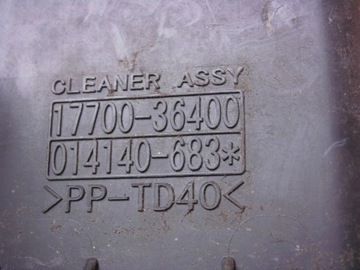 CLEANER ASSY
17700-36400
014140-683*
>PP-TD40<